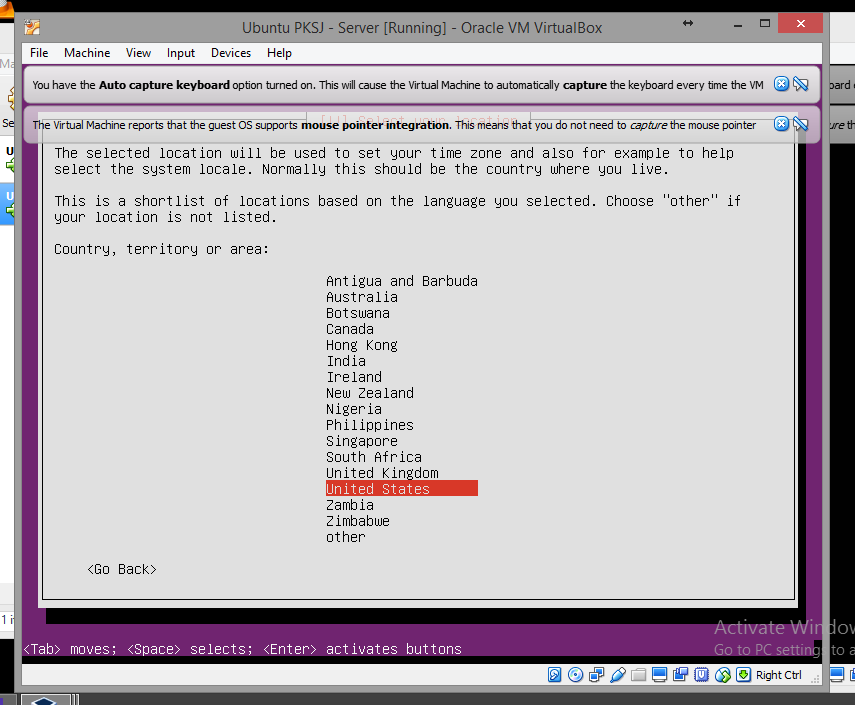 Ubuntu PKSJ - Server [Running] - Oracle VM VirtualBox
File Machine View Input Devices Help
You have the Auto capture keyboard option turned on. This will cause the Virtual Machine to automatically capture the keyboard every time the VM
The Virtual Machine reports that the guest OS supports mouse pointer integration. This means that you do not need to capture the mouse pointer
[!!] Select your location
The selected location will be used to set your time zone and also for example to help
select the system locale. Normally this should be the country where you live.
This is a shortlist of locations based on the language you selected. Choose "other" if
your location is not listed.
Country, territory or area:
Antigua and Barbuda
Australia
Botswana
Canada
Hong Kong
India
Ireland
New Zealand
Nigeria
Philippines
Singapore
South Africa
United Kingdom
United States
Zambia
Zimbabwe
other
<Go Back>
<Tab> moves; <Space> selects; <Enter> activates buttons
Activate Window
Go to PC settings to a
Right Ctrl